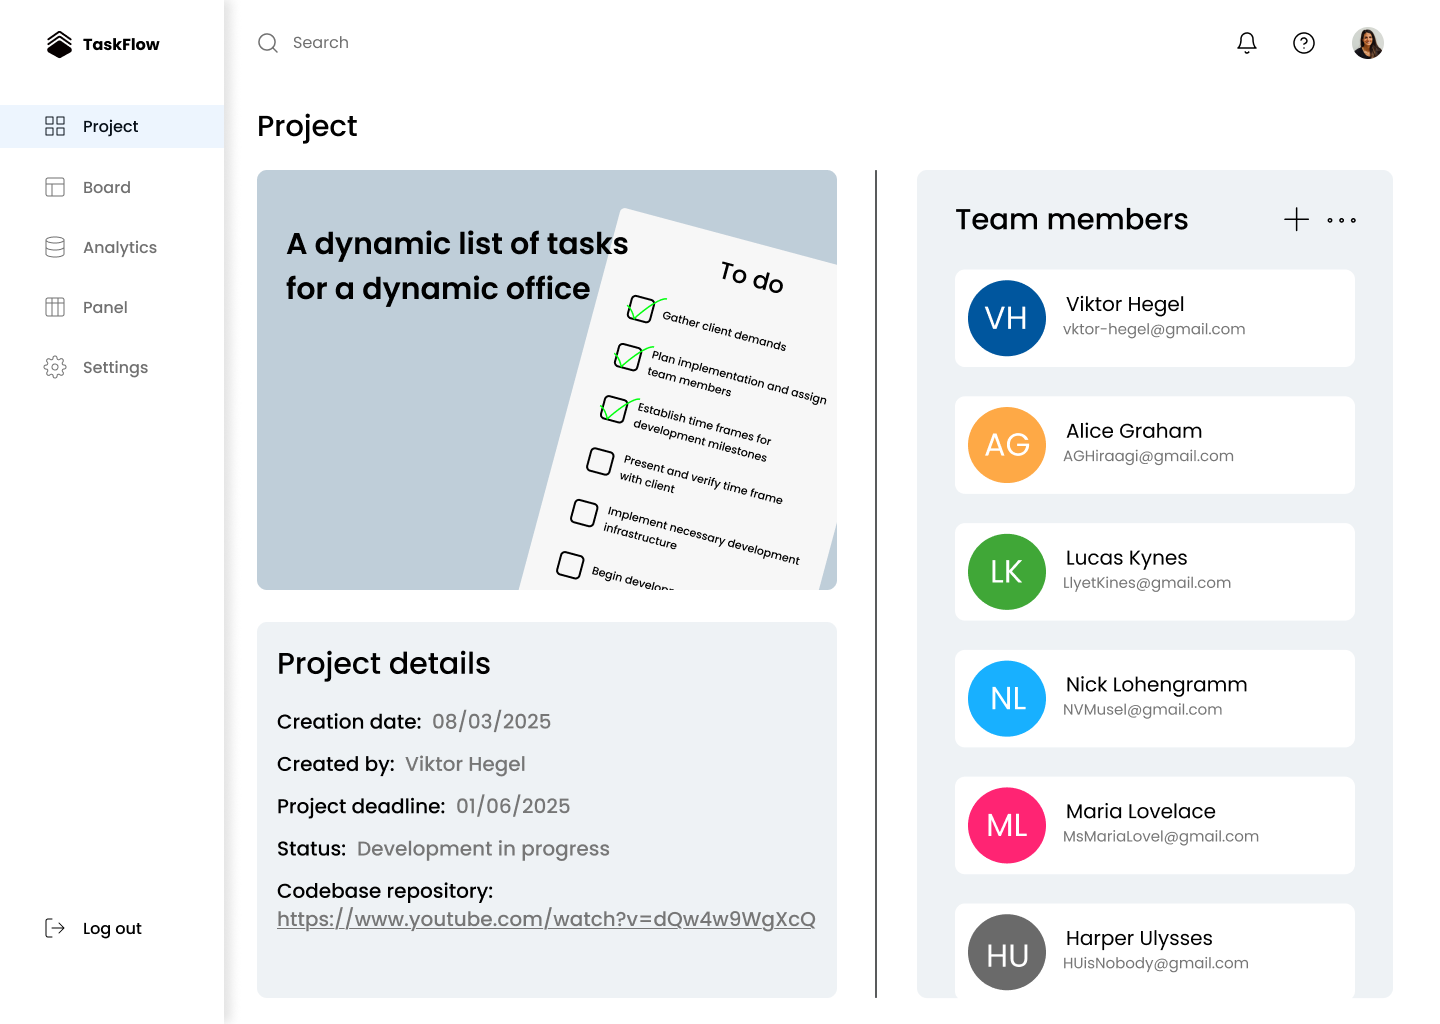 TaskFlow
Search
Project
Board
Analytics
Panel
Settings
Log out
Project
A dynamic list of tasks
for a dynamic office
To do
Gather client demands
Plan implementation and assign
team members
Establish time frames for
development milestones
Present and verify time frame
with client
Implement necessary development
infrastructure
Begin
Project details
Creation date: 08/03/2025
Created by: Viktor Hegel
Project deadline: 01/06/2025
Status: Development in progress
Codebase repository:
https://www.youtube.com/watch?v=dQw4w9WgXcQ
Team members
VH
Viktor Hegel
vktor-hegel@gmail.com
AG
Alice Graham
AGHiraagi@gmail.com
LK
Lucas Kynes
LlyetKines@gmail.com
NL
Nick Lohengramm
NVMusel@gmail.com
ML
Maria Lovelace
MsMariaLovel@gmail.com
HU
Harper Ulysses
HUisNobody@gmail.com